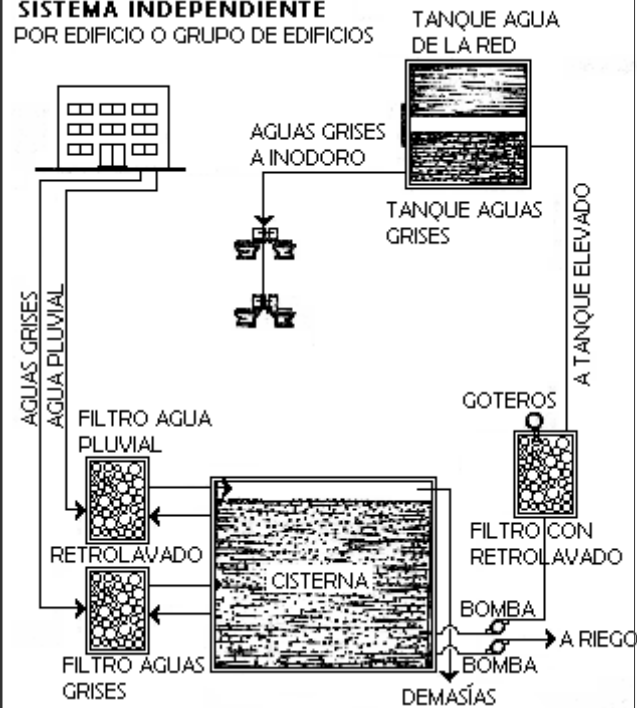 SISTEMA INDEPENDIENTE
POR EDIFICIO O GRUPO DE EDIFICIOS
TANQUE AGUA
DE LA RED
AGUAS GRISES
A INODORO
TANQUE AGUAS
GRISES
A TANQUE ELEVADO
AGUAS GRISES
AGUA PLUVIAL
FILTRO AGUA
PLUVIAL
GOTEROS
RETROLAVADO
FILTRO CON
RETROLAVADO
CISTERNA
BOMBA
A RIEGO
BOMBA
FILTRO AGUAS
GRISES
DEMASÍAS